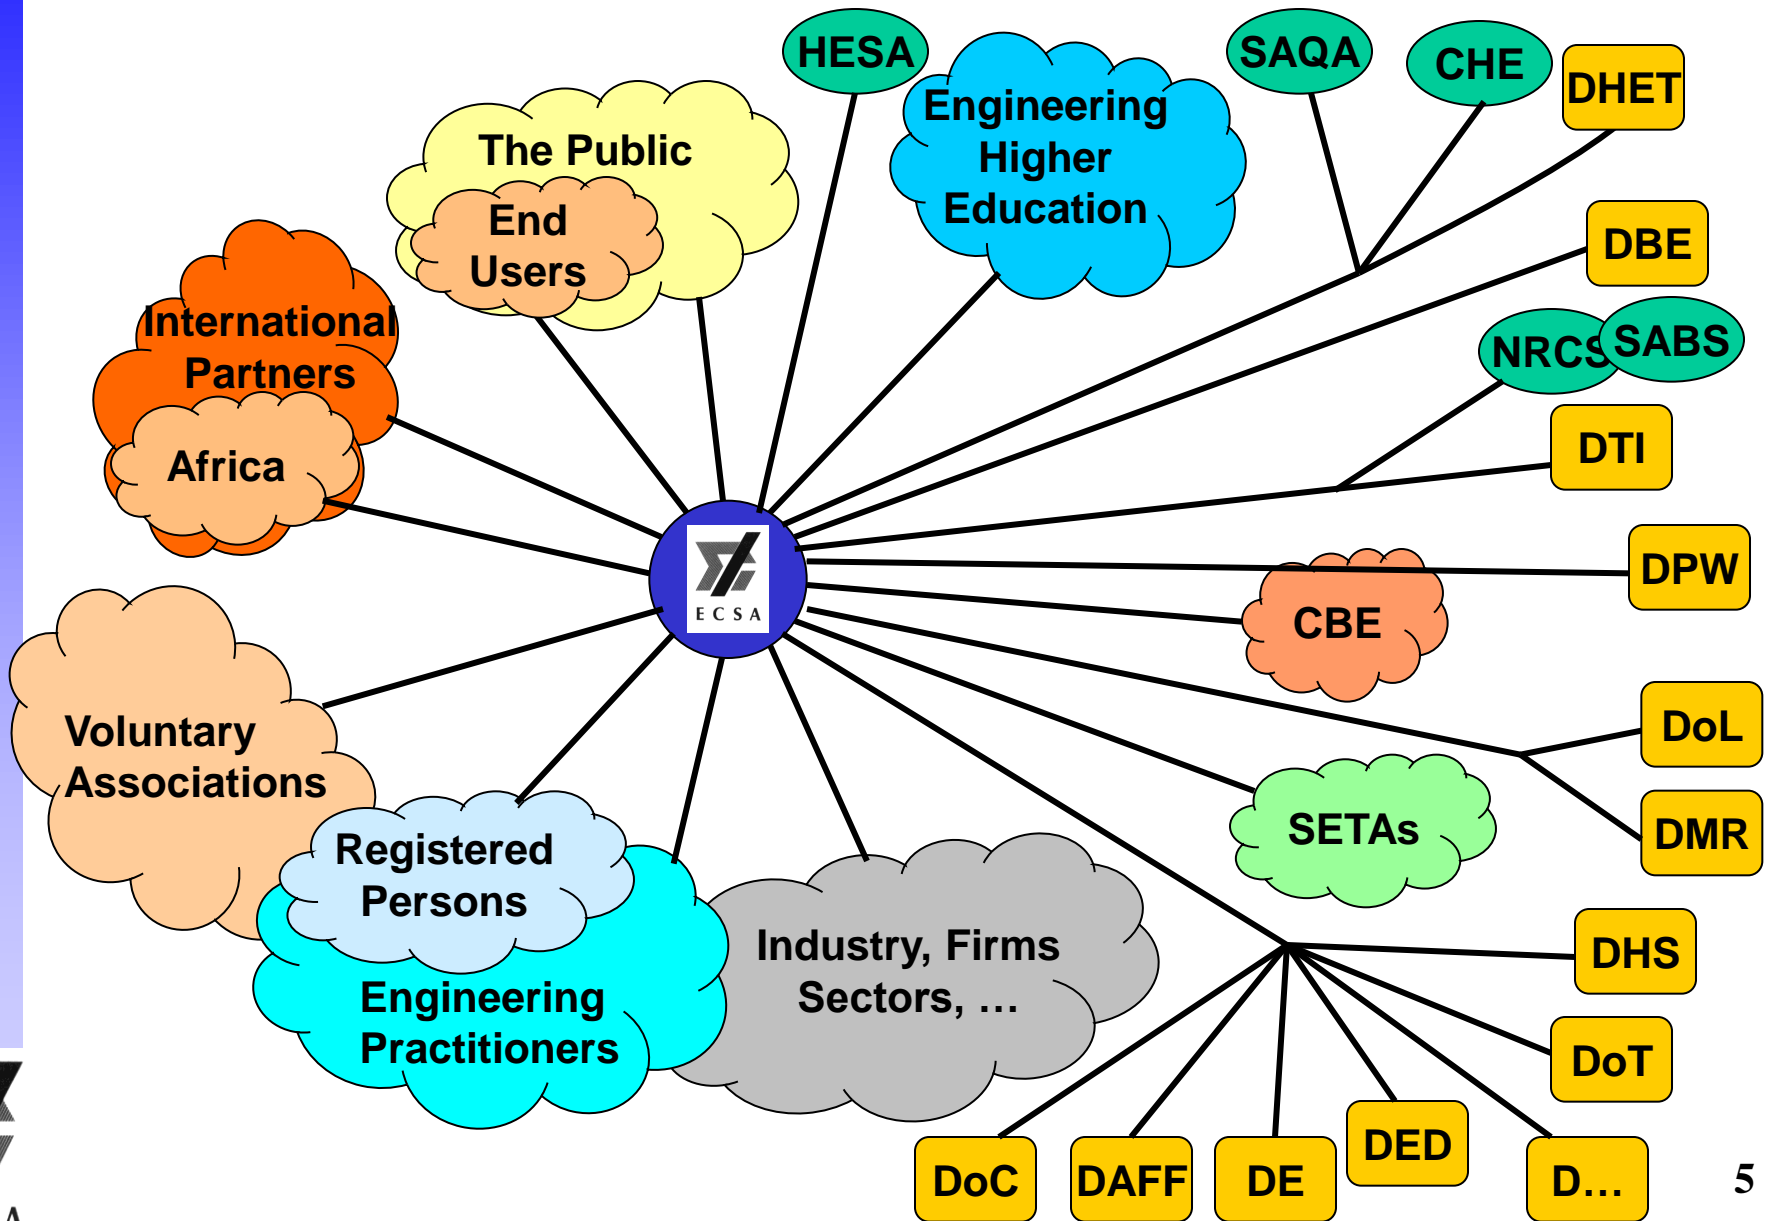 HESA
SAQA
CHE
DHET
Engineering
Higher
Education
The Public
End
Users
DBE
International
Partners
NRCS
SABS
Africa
DTI
ECSA
DPW
CBE
Voluntary
Associations
DoL
SETAs
DMR
Registered
Persons
Industry, Firms
Sectors, …
DHS
Engineering
Practitioners
DoT
DED
DoC
DAFF
DE
D…
5
A